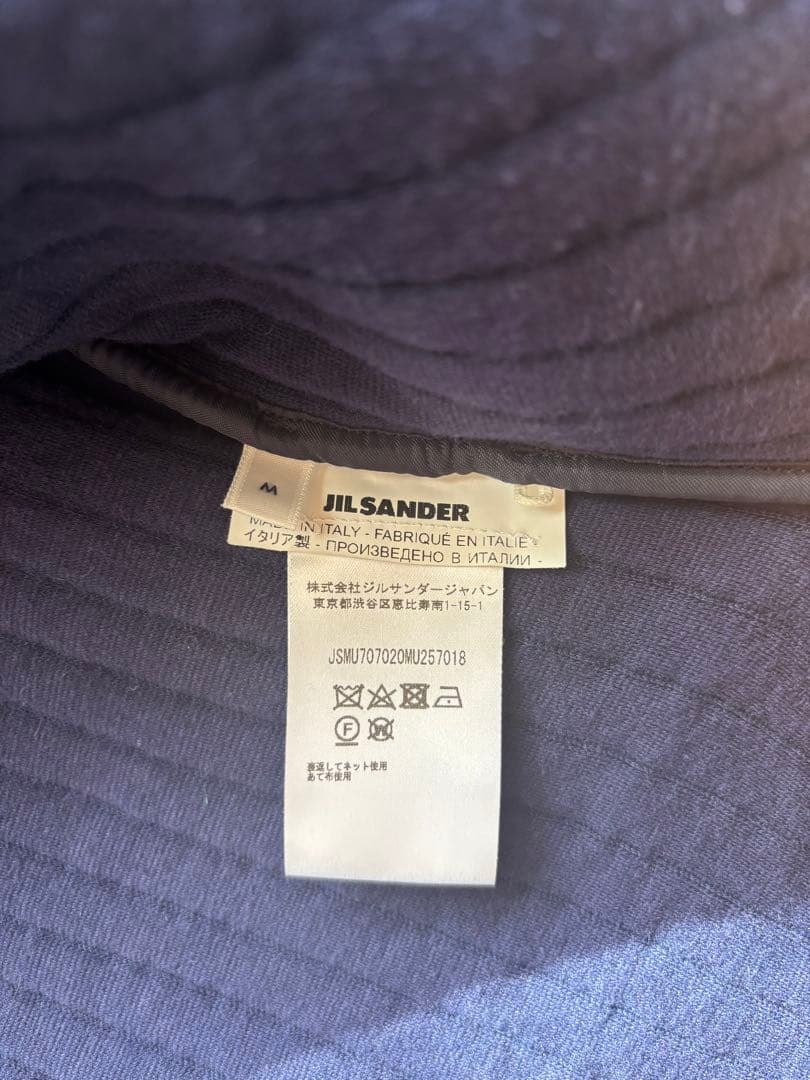 M
JIL SANDER
MADE IN ITALY - FABRIQUÉ EN ITALIE
イタリア製 - ПРОИЗВЕДЕНО В ИТАЛИИ -
株式会社ジルサンダージャパン
東京都渋谷区恵比寿南1-15-1
JSMU707020MU257018
F W
裏返してネット使用
あて布使用